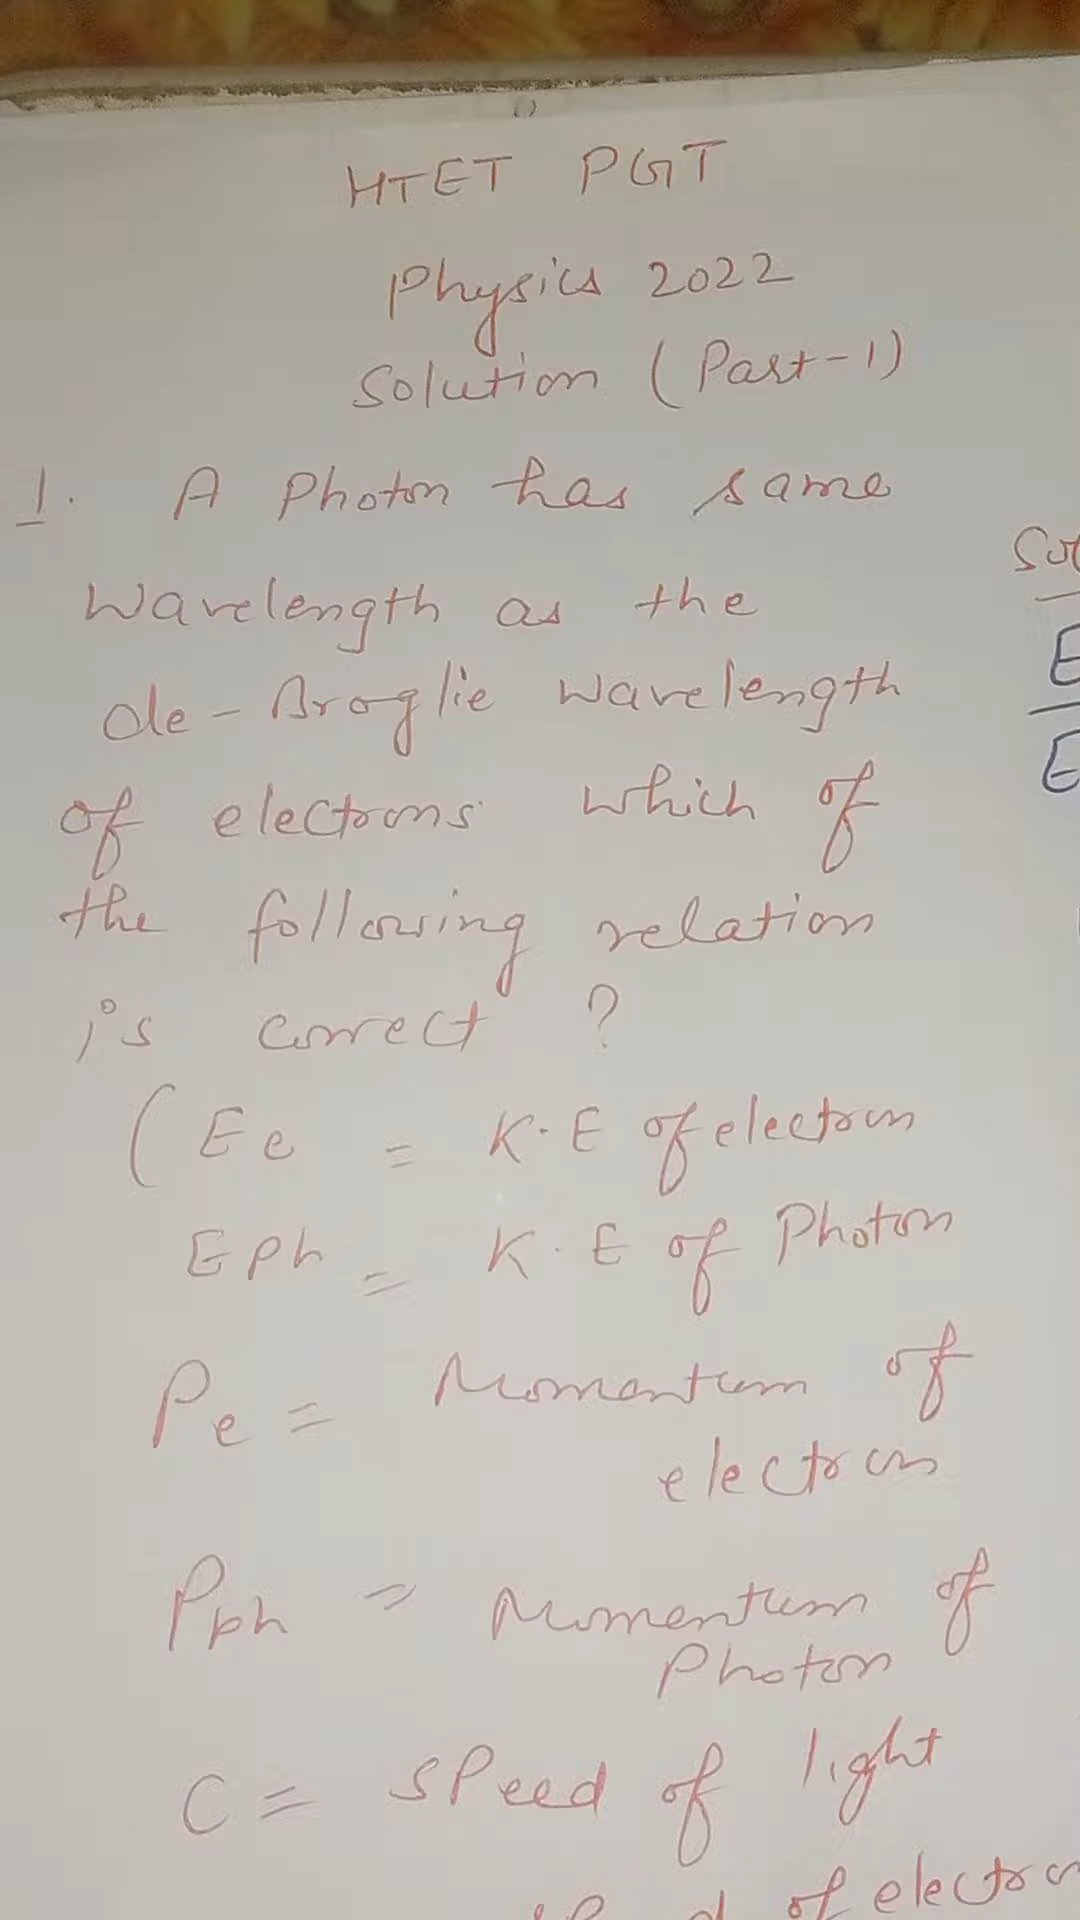 HTET PGT
Physics 2022
Solution (Part-1)
1. A Photon has same
Wavelength as the
de-Broglie wavelength
of electrons which of
the following relation
is correct ?
(Ee = K.E of electron
EPh = K.E of Photon
Pe = Momentum of
electron
Pph = Momentum of
Photon
C = speed of light
of electron
E
E